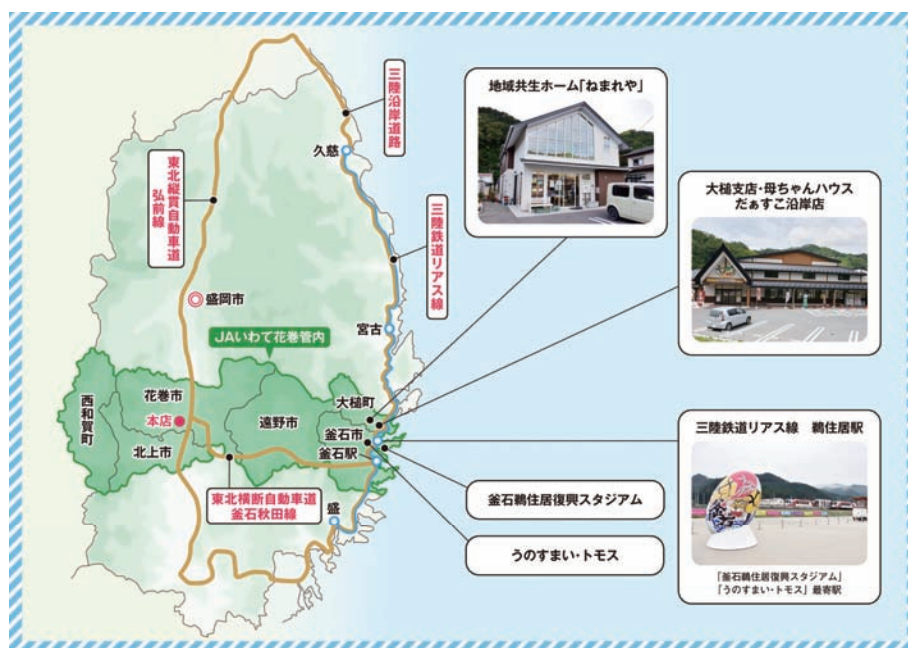 三陸沿岸道路
久慈
東北縦貫自動車道
弘前線
三陸鉄道リアス線
盛岡市
宮古
JAいわて花巻管内
西和賀町
花巻市
本店
北上市
遠野市
大槌町
釜石市
釜石駅
東北横断自動車道
釜石秋田線
盛
地域共生ホーム「ねまれや」
大槌支店・母ちゃんハウス
だぁすこ沿岸店
三陸鉄道リアス線 鵜住居駅
「釜石鵜住居復興スタジアム」
「うのすまい・トモス」最寄駅
釜石鵜住居復興スタジアム
うのすまい・トモス